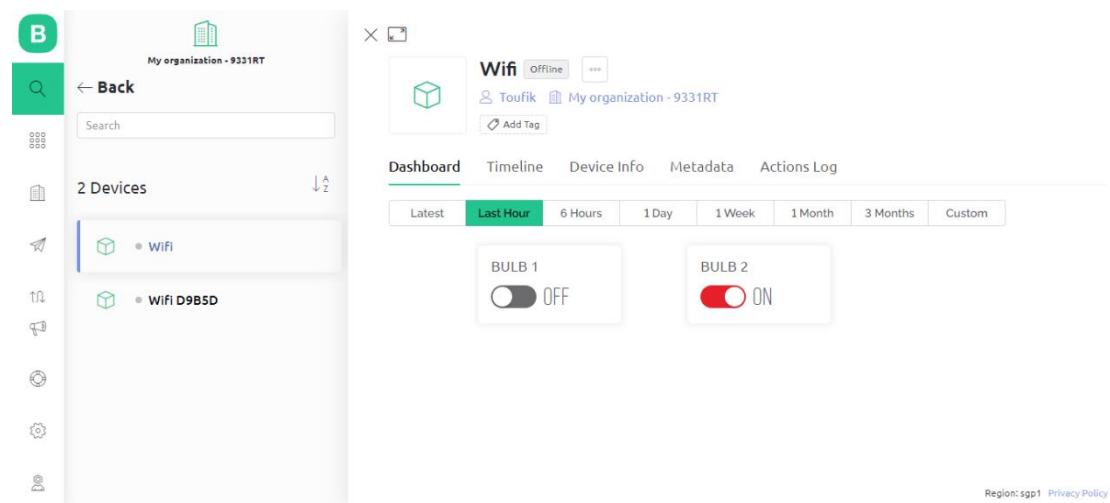 B
My organization - 9331RT
← Back
Search
2 Devices
A
Z
Wifi
Wifi D9B5D
Wifi Offline
Toufik My organization - 9331RT
Add Tag
Dashboard Timeline Device Info Metadata Actions Log
Latest Last Hour 6 Hours 1 Day 1 Week 1 Month 3 Months Custom
BULB 1
OFF
BULB 2
ON
Region: sgp1 Privacy Policy